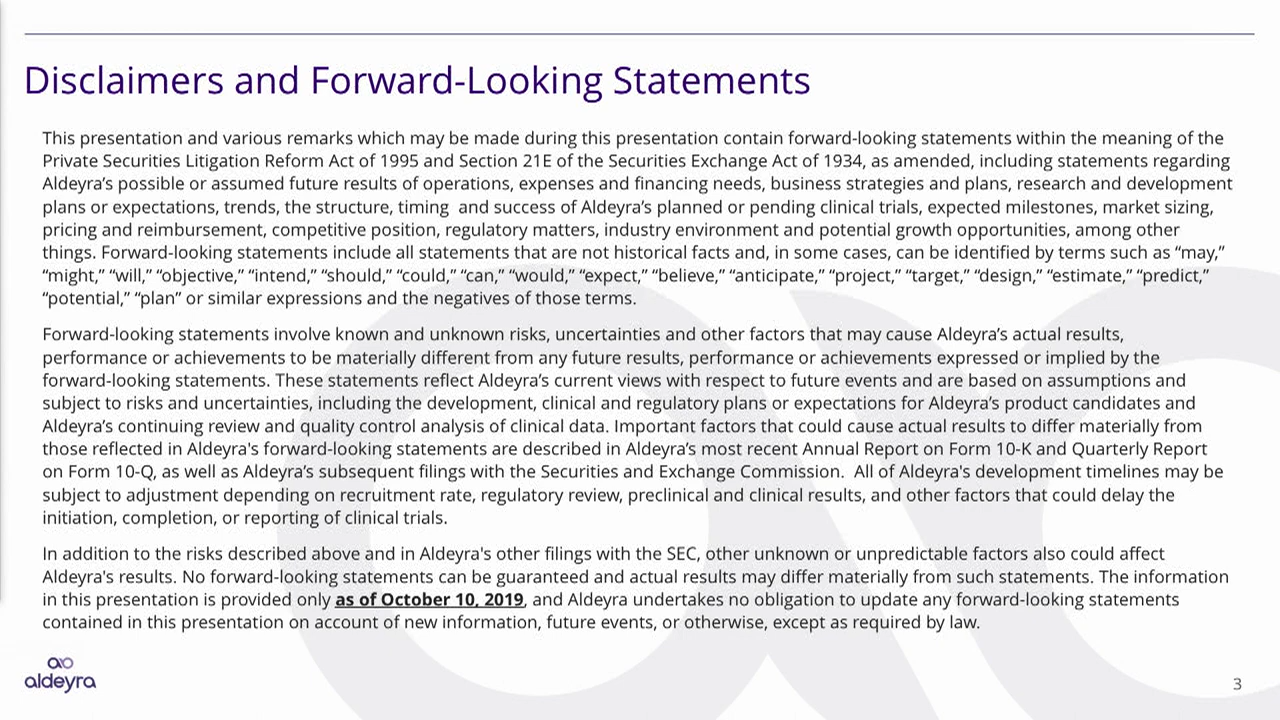 Disclaimers and Forward-Looking Statements
This presentation and various remarks which may be made during this presentation contain forward-looking statements within the meaning of the
Private Securities Litigation Reform Act of 1995 and Section 21E of the Securities Exchange Act of 1934, as amended, including statements regarding
Aldeyra’s possible or assumed future results of operations, expenses and financing needs, business strategies and plans, research and development
plans or expectations, trends, the structure, timing  and success of Aldeyra’s planned or pending clinical trials, expected milestones, market sizing,
pricing and reimbursement, competitive position, regulatory matters, industry environment and potential growth opportunities, among other
things. Forward-looking statements include all statements that are not historical facts and, in some cases, can be identified by terms such as “may,”
“might,” “will,” “objective,” “intend,” “should,” “could,” “can,” “would,” “expect,” “believe,” “anticipate,” “project,” “target,” “design,” “estimate,” “predict,”
“potential,” “plan” or similar expressions and the negatives of those terms.
Forward-looking statements involve known and unknown risks, uncertainties and other factors that may cause Aldeyra’s actual results,
performance or achievements to be materially different from any future results, performance or achievements expressed or implied by the
forward-looking statements. These statements reflect Aldeyra’s current views with respect to future events and are based on assumptions and
subject to risks and uncertainties, including the development, clinical and regulatory plans or expectations for Aldeyra’s product candidates and
Aldeyra’s continuing review and quality control analysis of clinical data. Important factors that could cause actual results to differ materially from
those reflected in Aldeyra's forward-looking statements are described in Aldeyra’s most recent Annual Report on Form 10-K and Quarterly Report
on Form 10-Q, as well as Aldeyra’s subsequent filings with the Securities and Exchange Commission.  All of Aldeyra's development timelines may be
subject to adjustment depending on recruitment rate, regulatory review, preclinical and clinical results, and other factors that could delay the
initiation, completion, or reporting of clinical trials.
In addition to the risks described above and in Aldeyra's other filings with the SEC, other unknown or unpredictable factors also could affect
Aldeyra's results. No forward-looking statements can be guaranteed and actual results may differ materially from such statements. The information
in this presentation is provided only as of October 10, 2019, and Aldeyra undertakes no obligation to update any forward-looking statements
contained in this presentation on account of new information, future events, or otherwise, except as required by law.
aldeyra
3